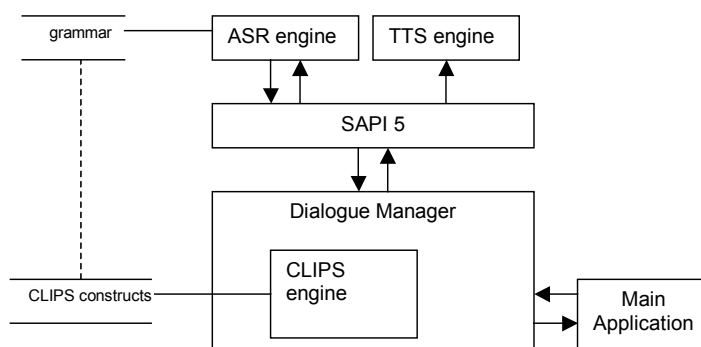 grammar
ASR engine
TTS engine
SAPI 5
Dialogue Manager
CLIPS
engine
CLIPS constructs
Main
Application